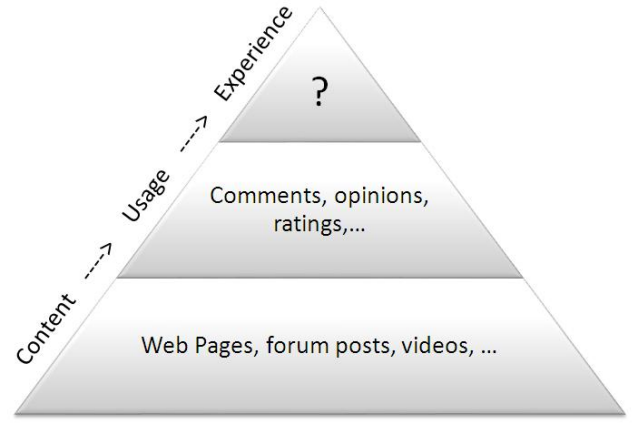 Experience
?
Usage
Comments, opinions,
ratings,...
Content
Web Pages, forum posts, videos, ...